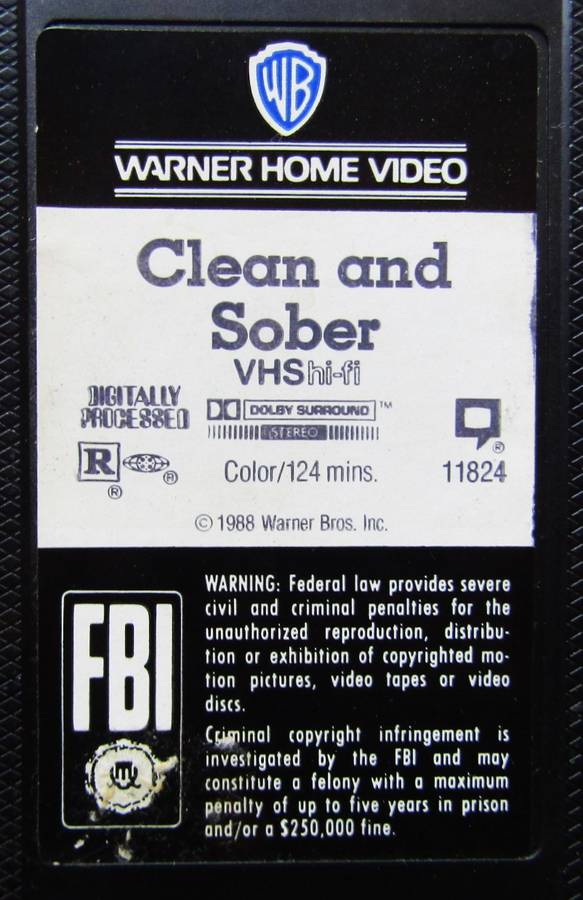 WB
WARNER HOME VIDEO
Clean and
Sober
VHS hi-fi
DIGITALLY
PROCESSED
DOLBY SURROUND™
STEREO
R
®
®
Color/124 mins.
®
11824
© 1988 Warner Bros. Inc.
FBI
WARNING: Federal law provides severe
civil and criminal penalties for the
unauthorized reproduction, distribu-
tion or exhibition of copyrighted mo-
tion pictures, video tapes or video
discs.
Criminal copyright infringement is
investigated by the FBI and may
constitute a felony with a maximum
penalty of up to five years in prison
and/or a $250,000 fine.